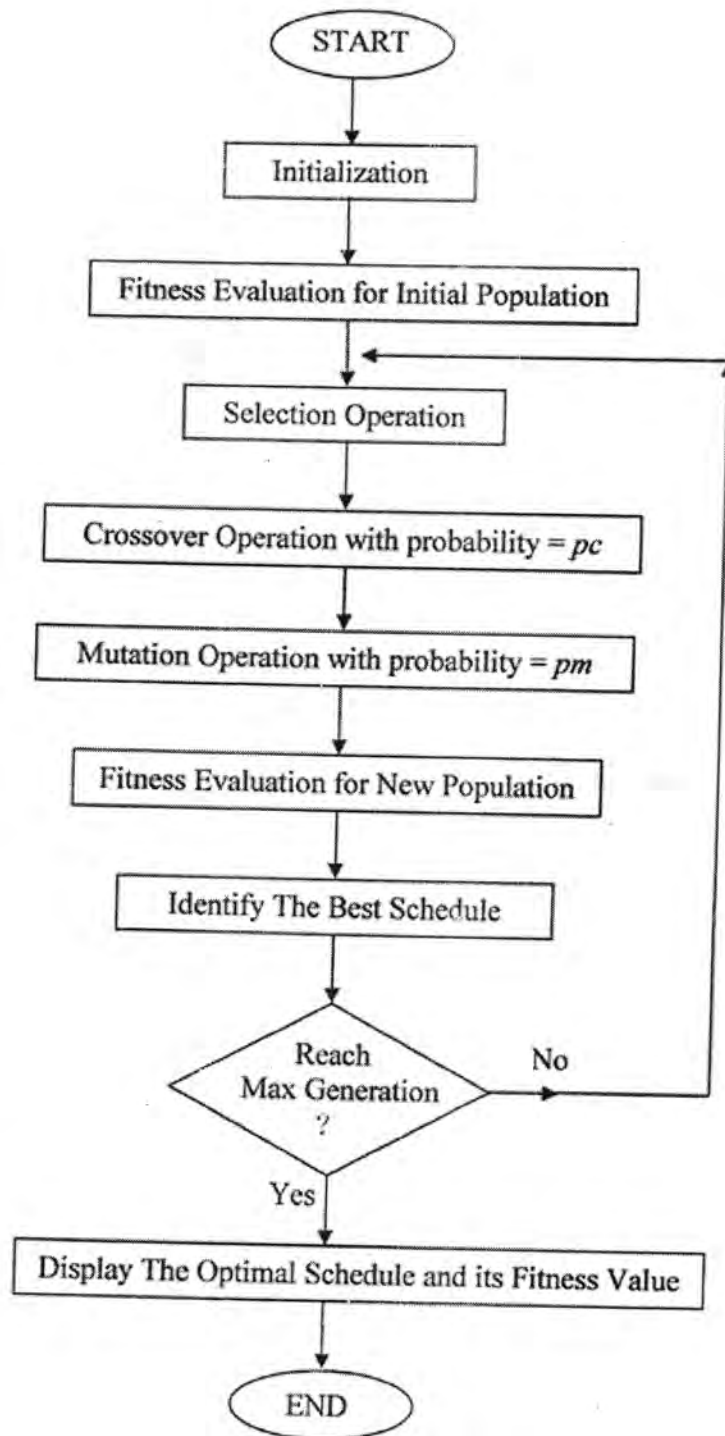 START
Initialization
Fitness Evaluation for Initial Population
Selection Operation
Crossover Operation with probability = pc
Mutation Operation with probability = pm
Fitness Evaluation for New Population
Identify The Best Schedule
Reach
Max Generation
?
No
Yes
Display The Optimal Schedule and its Fitness Value
END